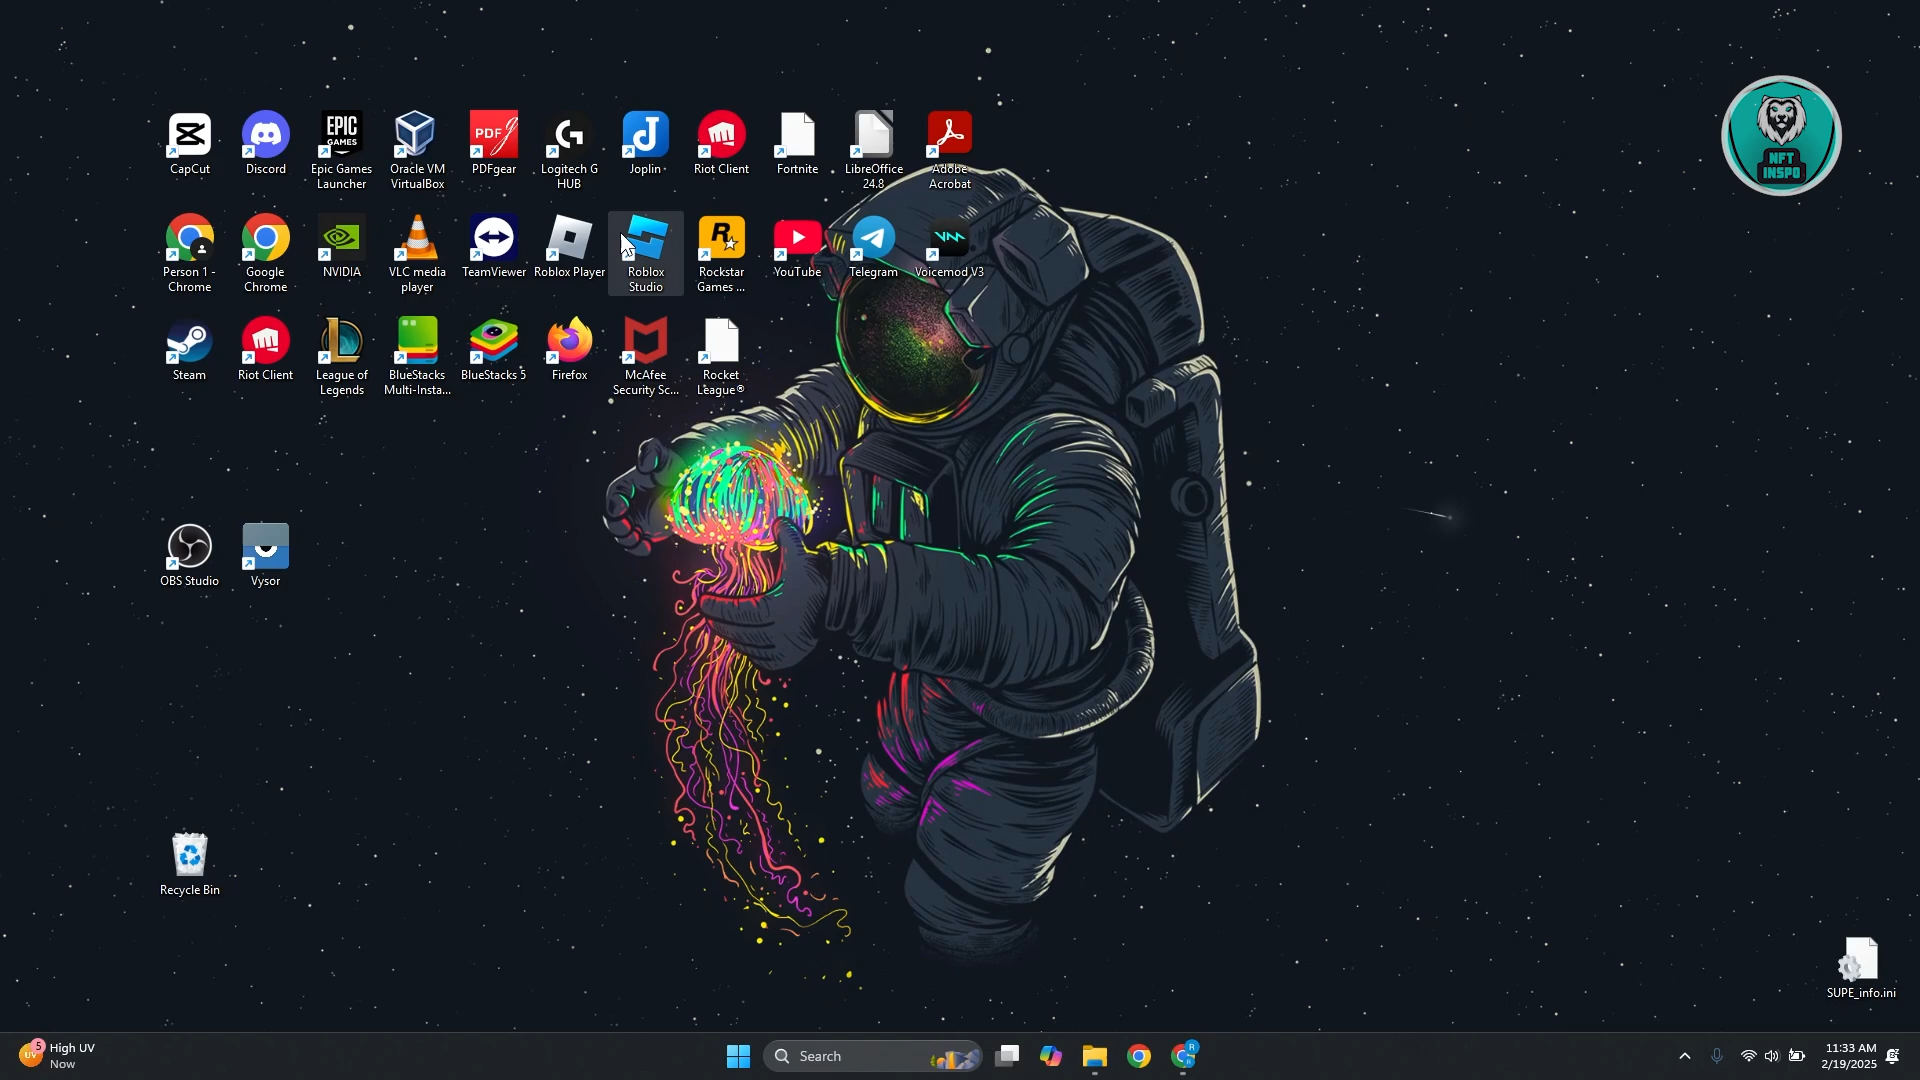 CapCut
Discord
EPIC
GAMES
Epic Games
Launcher
Oracle VM
VirtualBox
PDF
PDFgear
Logitech G
HUB
Joplin
Riot Client
Fortnite
LibreOffice
24.8
Adobe
Acrobat
NFT
INSPO
Person 1 -
Chrome
Google
Chrome
NVIDIA
VLC media
player
TeamViewer
Roblox Player
Roblox
Studio
Rockstar
Games ...
YouTube
Telegram
Voicemod V3
Steam
Riot Client
League of
Legends
BlueStacks
Multi-Insta...
BlueStacks 5
Firefox
McAfee
Security Sc...
Rocket
League®
OBS Studio
Vysor
Recycle Bin
SUPE_info.ini
UV
5
High UV
Now
Search
R
11:33 AM
2/19/2025